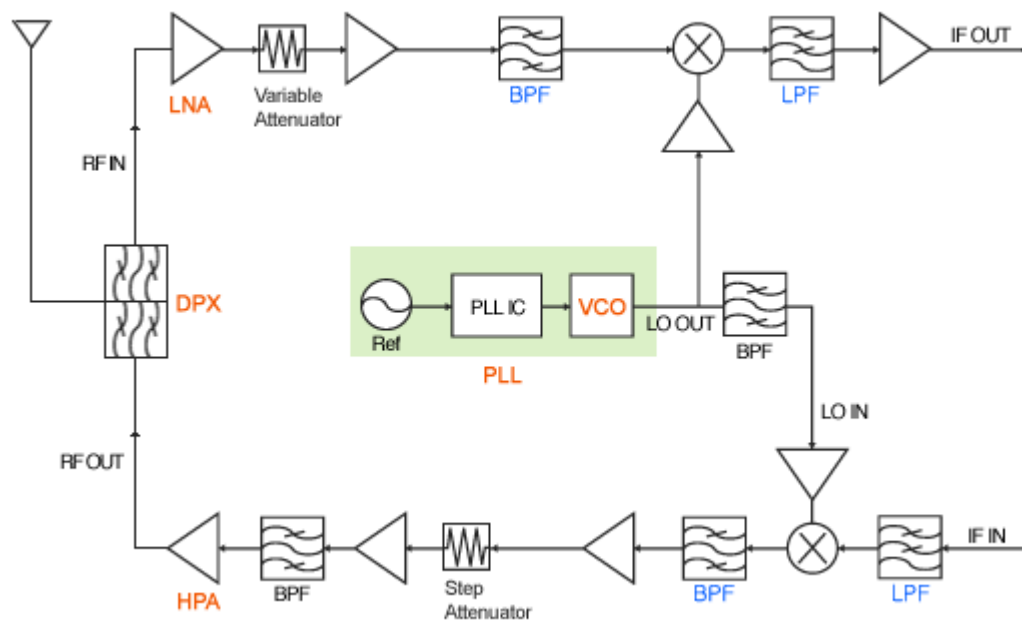 IF OUT
LNA
Variable
Attenuator
BPF
LPF
RF IN
DPX
Ref
PLL IC
VCO
LO OUT
BPF
PLL
LO IN
RF OUT
IF IN
HPA
BPF
Step
Attenuator
BPF
LPF